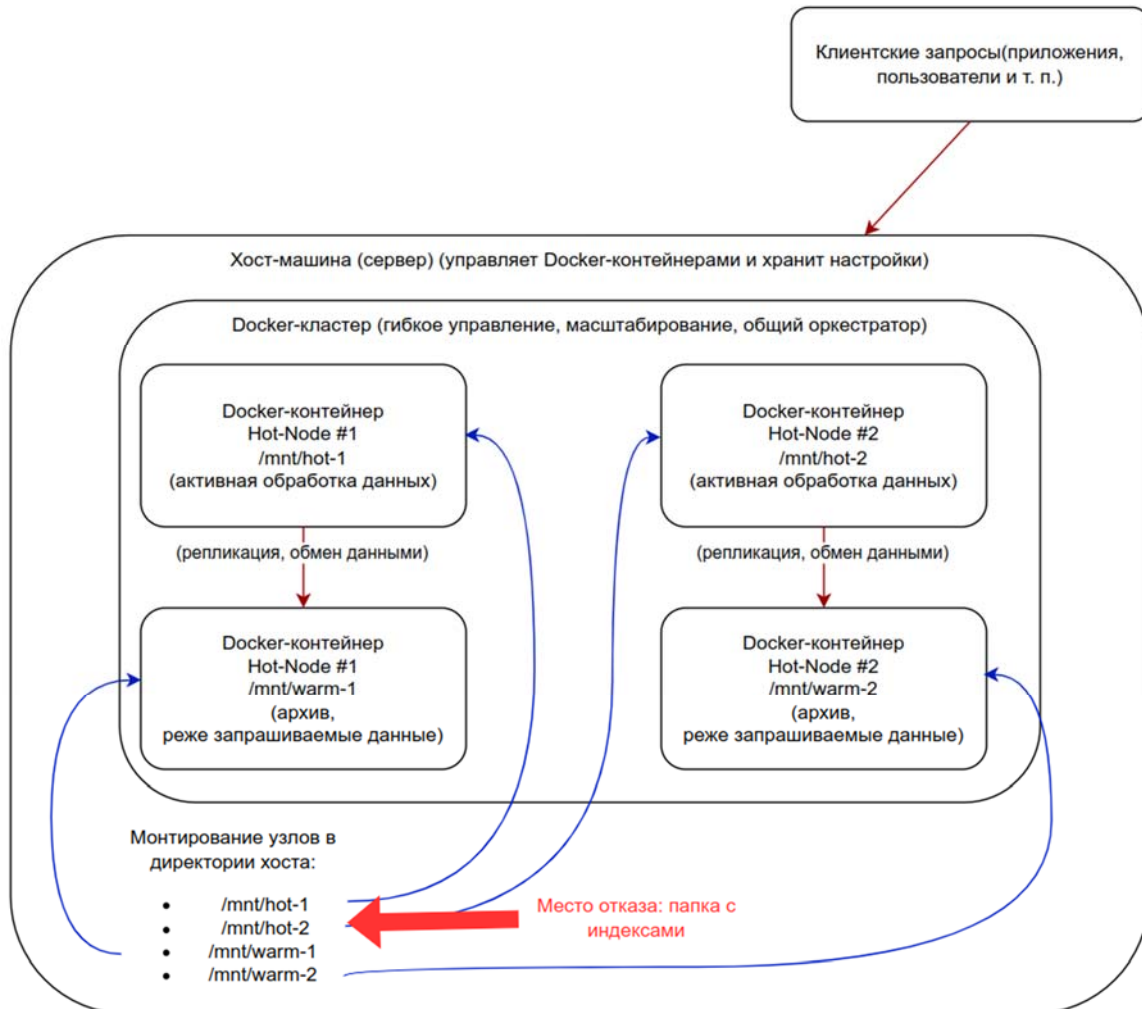 Клиентские запросы(приложения,
пользователи и т. п.)
Хост-машина (сервер) (управляет Docker-контейнерами и хранит настройки)
Docker-кластер (гибкое управление, масштабирование, общий оркестратор)
Docker-контейнер
Hot-Node #1
/mnt/hot-1
(активная обработка данных)
Docker-контейнер
Hot-Node #2
/mnt/hot-2
(активная обработка данных)
(репликация, обмен данными)
(репликация, обмен данными)
Docker-контейнер
Hot-Node #1
/mnt/warm-1
(архив,
реже запрашиваемые данные)
Docker-контейнер
Hot-Node #2
/mnt/warm-2
(архив,
реже запрашиваемые данные)
Монтирование узлов в
директории хоста:
• /mnt/hot-1
• /mnt/hot-2
• /mnt/warm-1
• /mnt/warm-2
Место отказа: папка с
индексами